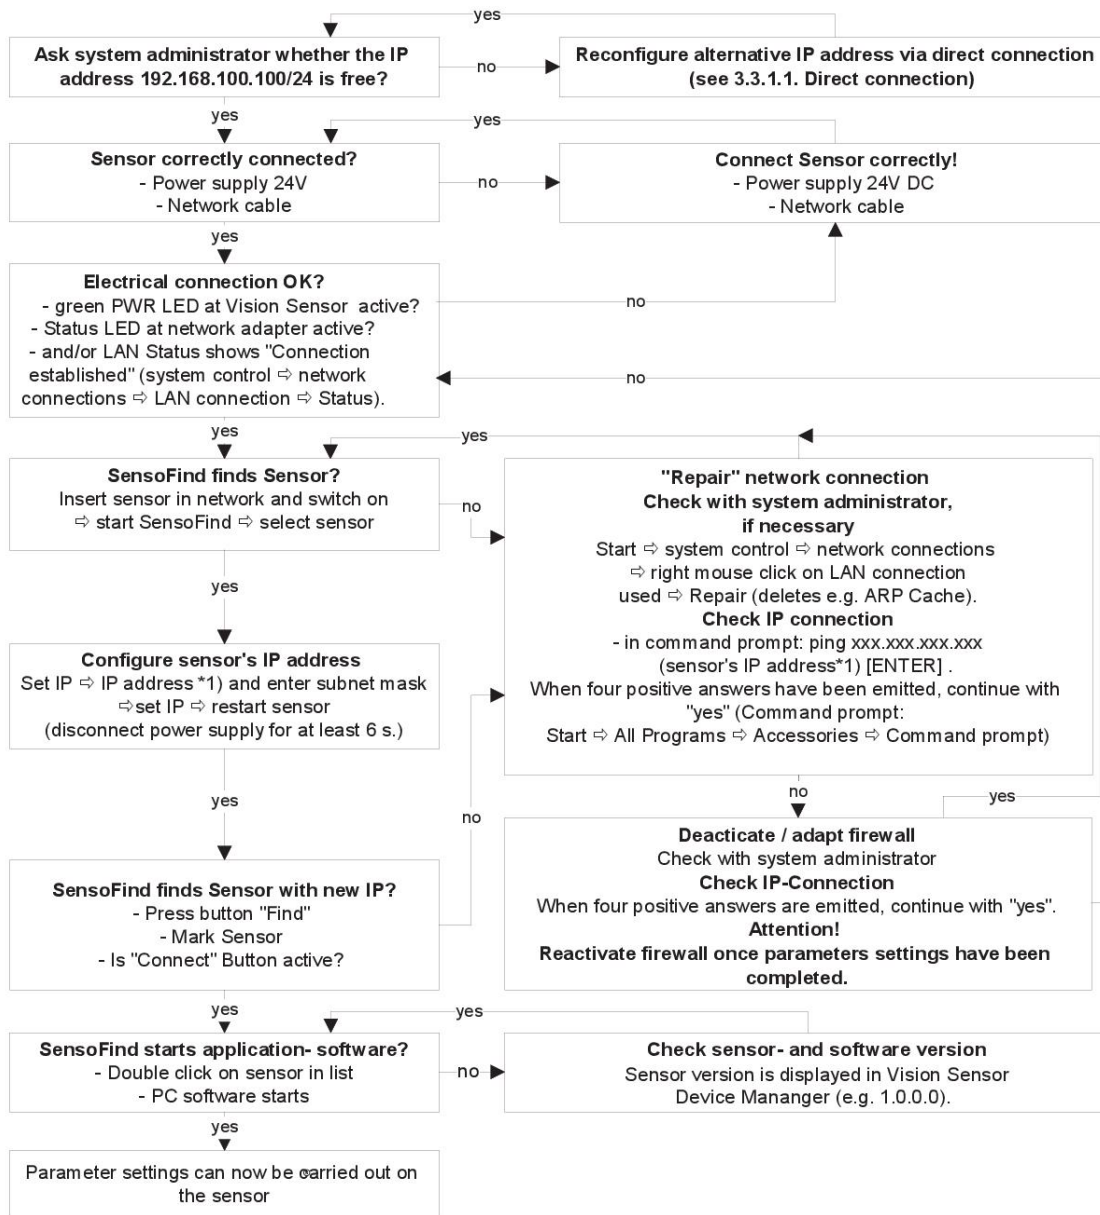 yes
Ask system administrator whether the IP
address 192.168.100.100/24 is free?
no
Reconfigure alternative IP address via direct connection
(see 3.3.1.1. Direct connection)
yes
yes
Sensor correctly connected?
- Power supply 24V
- Network cable
no
Connect Sensor correctly!
- Power supply 24V DC
- Network cable
yes
Electrical connection OK?
- green PWR LED at Vision Sensor active?
- Status LED at network adapter active?
- and/or LAN Status shows "Connection
established" (system control ⇨ network
connections ⇨ LAN connection ⇨ Status).
no
no
yes
yes
SensoFind finds Sensor?
Insert sensor in network and switch on
⇨ start SensoFind ⇨ select sensor
no
"Repair" network connection
Check with system administrator,
if necessary
Start ⇨ system control ⇨ network connections
⇨ right mouse click on LAN connection
used ⇨ Repair (deletes e.g. ARP Cache).
Check IP connection
- in command prompt: ping xxx.xxx.xxx.xxx
(sensor's IP address*1) [ENTER] .
When four positive answers have been emitted, continue with
"yes" (Command prompt:
Start ⇨ All Programs ⇨ Accessories ⇨ Command prompt)
yes
Configure sensor's IP address
Set IP ⇨ IP address *1) and enter subnet mask
⇨set IP ⇨ restart sensor
(disconnect power supply for at least 6 s.)
yes
no
no
yes
Deacticate / adapt firewall
Check with system administrator
Check IP-Connection
When four positive answers are emitted, continue with "yes".
Attention!
Reactivate firewall once parameters settings have been
completed.
SensoFind finds Sensor with new IP?
- Press button "Find"
- Mark Sensor
- Is "Connect" Button active?
yes
yes
SensoFind starts application- software?
- Double click on sensor in list
- PC software starts
no
Check sensor- and software version
Sensor version is displayed in Vision Sensor
Device Mananger (e.g. 1.0.0.0).
yes
Parameter settings can now be carried out on
the sensor